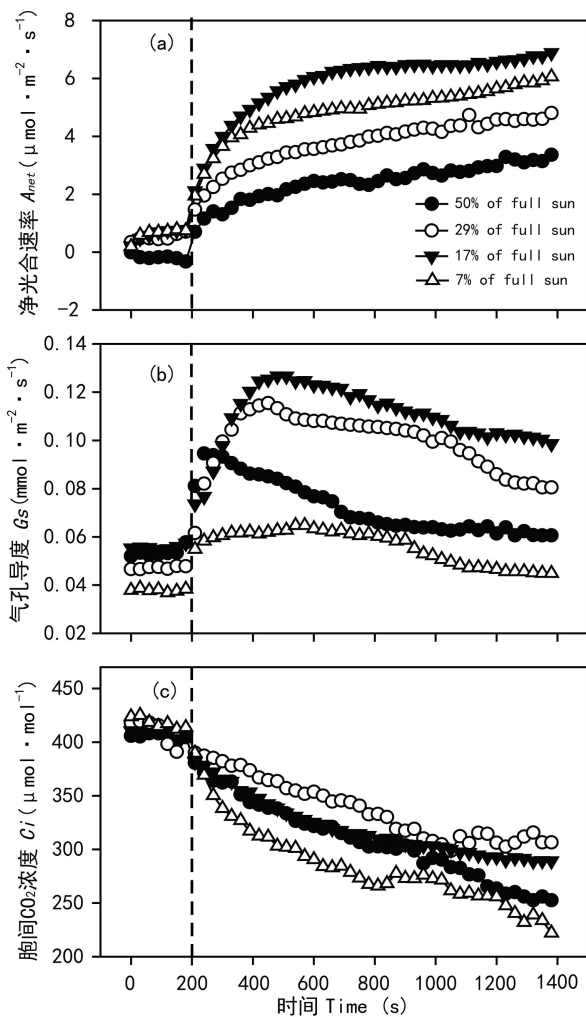 8
(a)
6
4
2
0
-2
净光合速率 Anet(μmol·m⁻²·s⁻¹)
50% of full sun
29% of full sun
17% of full sun
7% of full sun
0.14
(b)
0.12
0.10
0.08
0.06
0.04
0.02
气孔导度 Gs(mmol·m⁻²·s⁻¹)
450
(c)
400
350
300
250
200
胞间CO₂浓度 Ci(μmol·mol⁻¹)
0 200 400 600 800 1000 1200 1400
时间 Time (s)